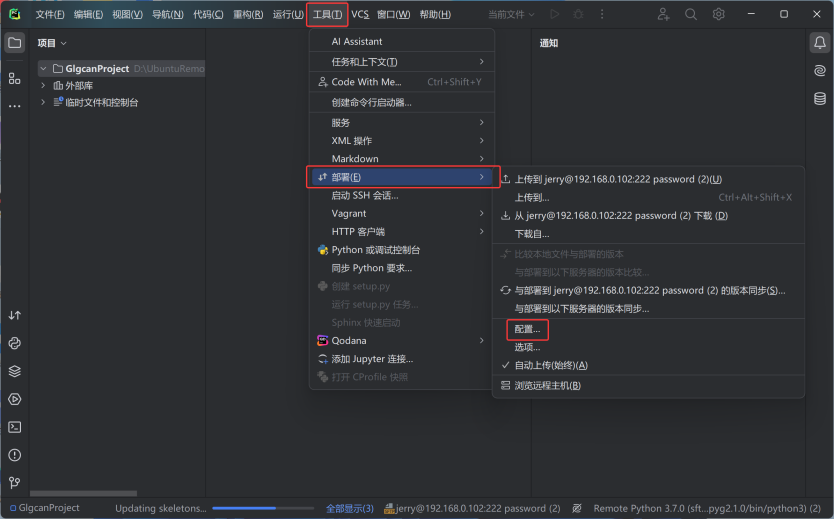 文件(F) 编辑(E) 视图(V) 导航(N) 代码(C) 重构(R) 运行(U) 工具(T) VCS 窗口(W) 帮助(H) 当前文件
项目
GlgcanProject D:\UbuntuRemo
外部库
临时文件和控制台
通知
AI Assistant
任务和上下文(T)
Code With Me... Ctrl+Shift+Y
创建命令行启动器...
服务
XML 操作
Markdown
部署(E)
启动 SSH 会话...
Vagrant
HTTP 客户端
Python 或调试控制台
同步 Python 要求...
创建 setup.py
运行 setup.py 任务...
Sphinx 快速启动
Qodana
添加 Jupyter 连接...
打开 CProfile 快照
上传到 jerry@192.168.0.102:222 password (2)(U)
上传到... Ctrl+Alt+Shift+X
从 jerry@192.168.0.102:222 password (2) 下载 (D)
下载自...
比较本地文件与部署的版本
与部署到以下服务器的版本比较...
与部署到 jerry@192.168.0.102:222 password (2) 的版本同步(S)...
与部署到以下服务器的版本同步...
配置...
选项...
自动上传(始终)(A)
浏览远程主机(B)
GlgcanProject Updating skeletons... 全部显示(3) jerry@192.168.0.102:222 password (2) Remote Python 3.7.0 (sft...pyg2.1.0/bin/python3) (2)